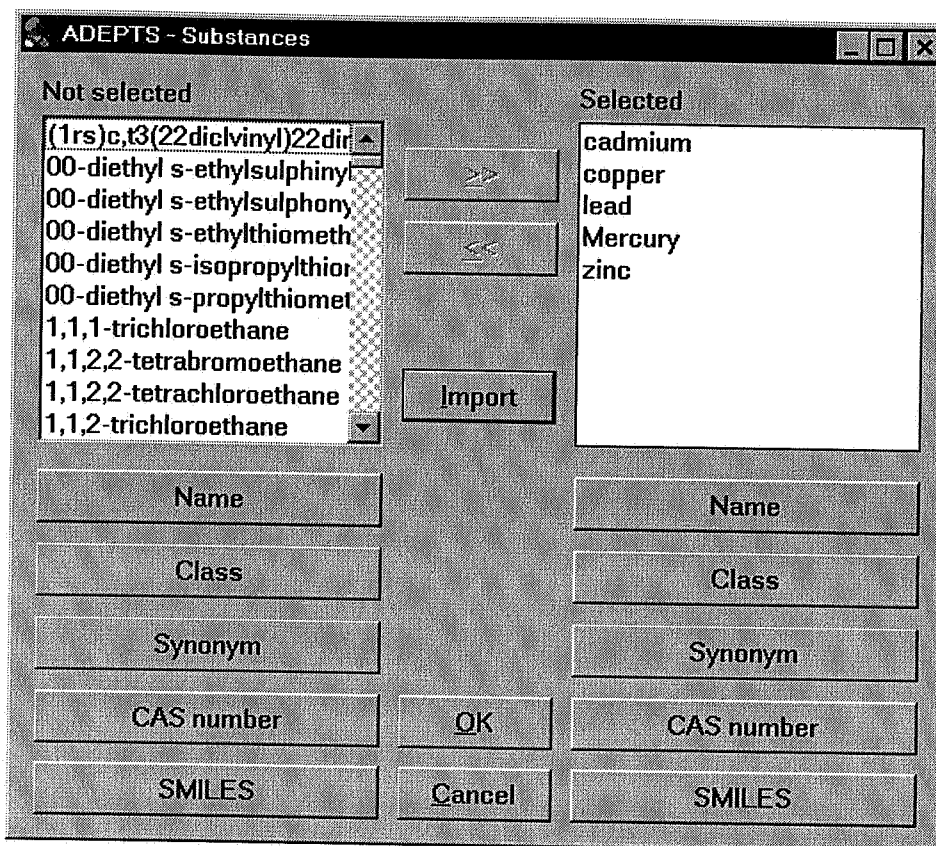 ADEPTS - Substances
Not selected
(1rs)c,t3(22diclvinyl)22dir
00-diethyl s-ethylsulphinyl
00-diethyl s-ethylsulphony
00-diethyl s-ethylthiometh
00-diethyl s-isopropylthior
00-diethyl s-propylthiomet
1,1,1-trichloroethane
1,1,2,2-tetrabromoethane
1,1,2,2-tetrachloroethane
1,1,2-trichloroethane
Name
Class
Synonym
CAS number
SMILES
>>
<<
Import
OK
Cancel
Selected
cadmium
copper
lead
Mercury
zinc
Name
Class
Synonym
CAS number
SMILES